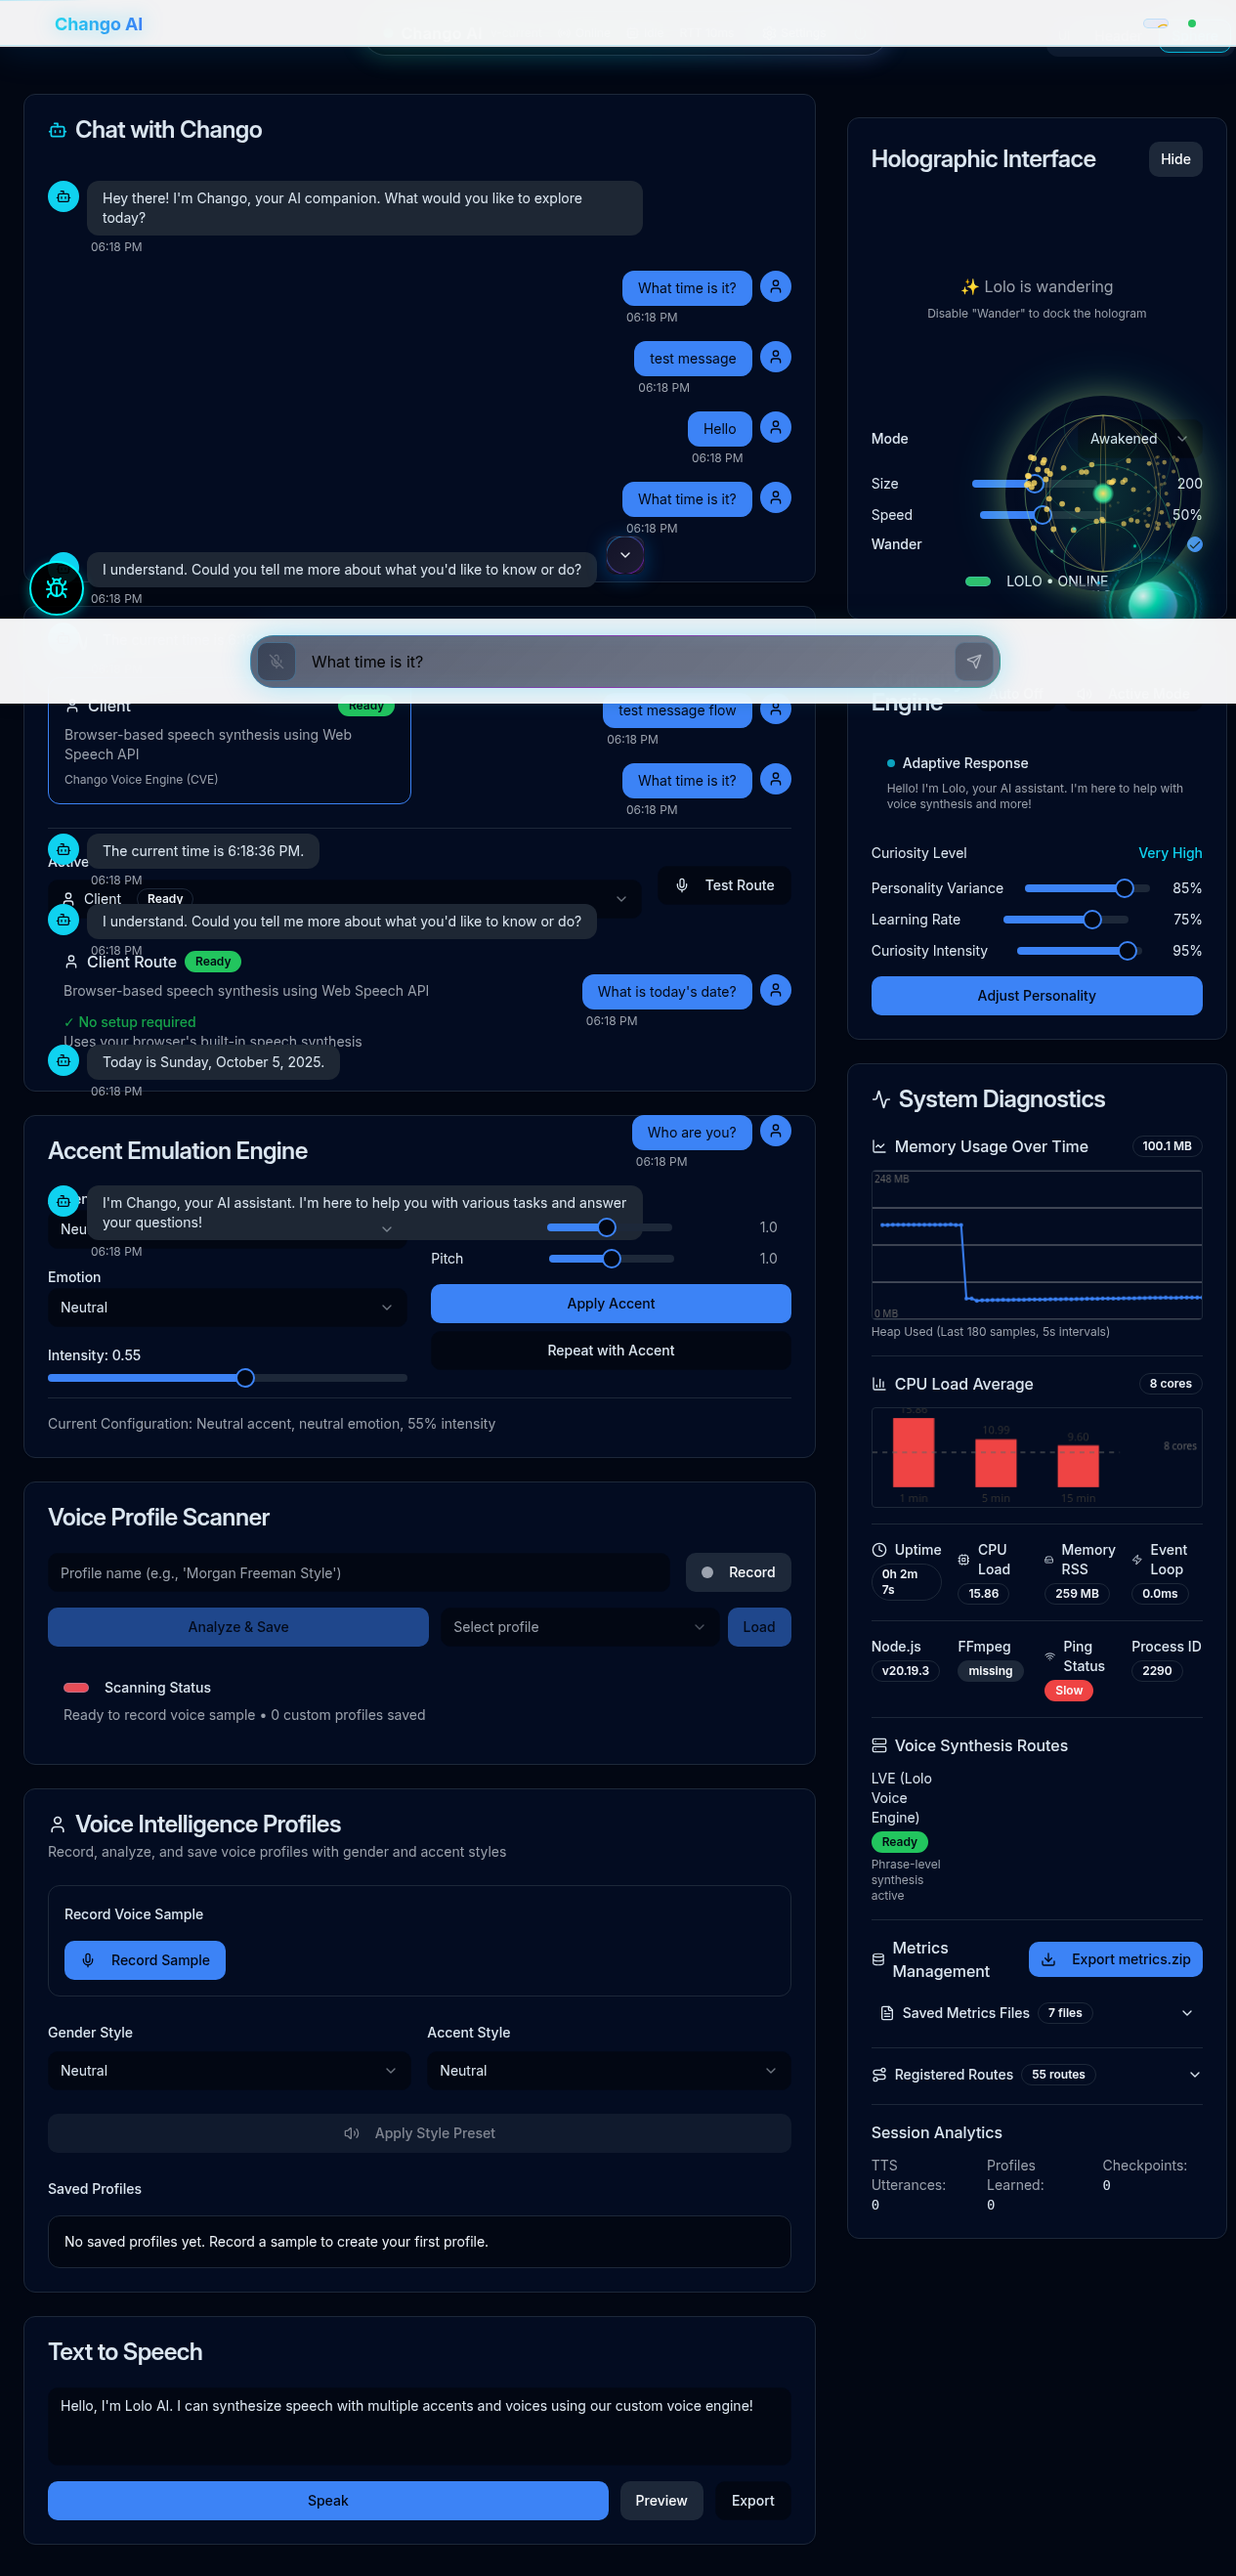 Chango AI
Chat with Chango
Hey there! I'm Chango, your AI companion. What would you like to explore
today?
06:18 PM
What time is it?
06:18 PM
test message
06:18 PM
Hello
06:18 PM
What time is it?
06:18 PM
I understand. Could you tell me more about what you'd like to know or do?
06:18 PM
What time is it?
Client
Ready
Browser-based speech synthesis using Web
Speech API
Chango Voice Engine (CVE)
test message flow
06:18 PM
What time is it?
06:18 PM
The current time is 6:18:36 PM.
06:18 PM
Client
Ready
Test Route
I understand. Could you tell me more about what you'd like to know or do?
06:18 PM
Client Route
Ready
Browser-based speech synthesis using Web Speech API
What is today's date?
06:18 PM
✓ No setup required
Uses your browser's built-in speech synthesis
Today is Sunday, October 5, 2025.
06:18 PM
Accent Emulation Engine
Who are you?
06:18 PM
I'm Chango, your AI assistant. I'm here to help you with various tasks and answer
your questions!
06:18 PM
1.0
Pitch
1.0
Emotion
Neutral
Apply Accent
Repeat with Accent
Intensity: 0.55
Current Configuration: Neutral accent, neutral emotion, 55% intensity
Voice Profile Scanner
Profile name (e.g., 'Morgan Freeman Style')
Record
Analyze & Save
Select profile
Load
Scanning Status
Ready to record voice sample • 0 custom profiles saved
Voice Intelligence Profiles
Record, analyze, and save voice profiles with gender and accent styles
Record Voice Sample
Record Sample
Gender Style
Accent Style
Neutral
Neutral
Apply Style Preset
Saved Profiles
No saved profiles yet. Record a sample to create your first profile.
Text to Speech
Hello, I'm Lolo AI. I can synthesize speech with multiple accents and voices using our custom voice engine!
Speak
Preview
Export
Holographic Interface
Hide
✨ Lolo is wandering
Disable "Wander" to dock the hologram
Mode
Awakened
Size
200
Speed
50%
Wander
LOLO • ONLINE
Engine
Adaptive Response
Hello! I'm Lolo, your AI assistant. I'm here to help with
voice synthesis and more!
Curiosity Level
Very High
Personality Variance
85%
Learning Rate
75%
Curiosity Intensity
95%
Adjust Personality
System Diagnostics
Memory Usage Over Time
100.1 MB
248 MB
0 MB
Heap Used (Last 180 samples, 5s intervals)
CPU Load Average
8 cores
15.86
10.99
9.60
8 cores
1 min
5 min
15 min
Uptime
0h 2m
7s
CPU
Load
15.86
Memory
RSS
259 MB
Event
Loop
0.0ms
Node.js
v20.19.3
FFmpeg
missing
Ping
Status
Slow
Process ID
2290
Voice Synthesis Routes
LVE (Lolo
Voice
Engine)
Ready
Phrase-level
synthesis
active
Metrics
Management
Export metrics.zip
Saved Metrics Files
7 files
Registered Routes
55 routes
Session Analytics
TTS
Utterances:
0
Profiles
Learned:
0
Checkpoints:
0